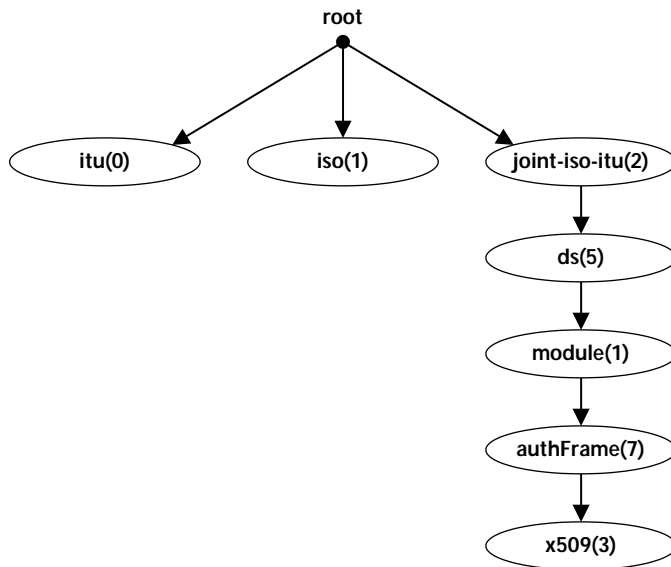 root
itu(0)
iso(1)
joint-iso-itu(2)
ds(5)
module(1)
authFrame(7)
x509(3)